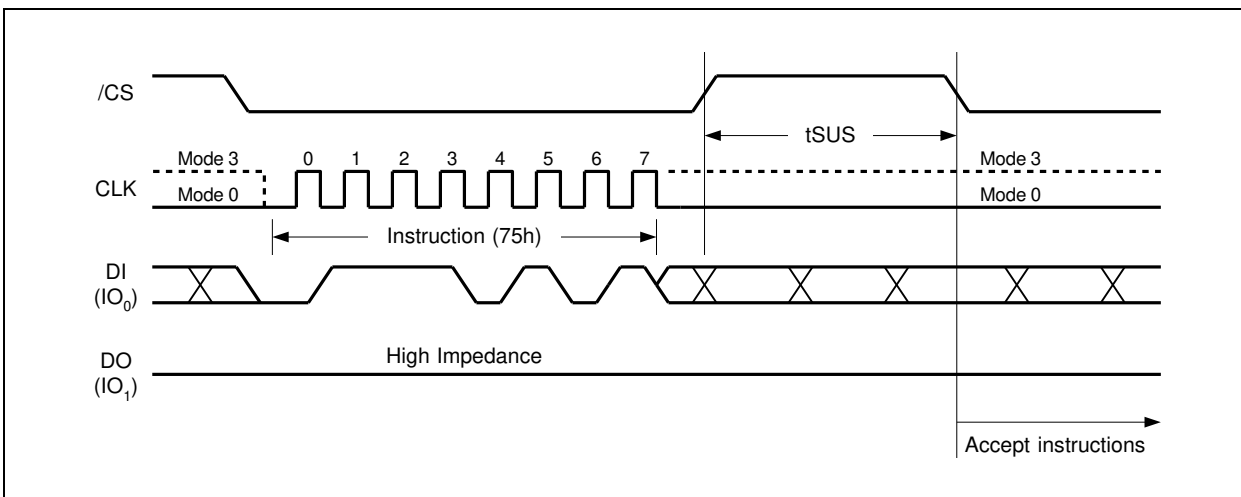 /CS
tSUS
Mode 3 0 1 2 3 4 5 6 7 Mode 3
CLK
Mode 0 Mode 0
Instruction (75h)
DI
(IO₀)
High Impedance
DO
(IO₁)
Accept instructions